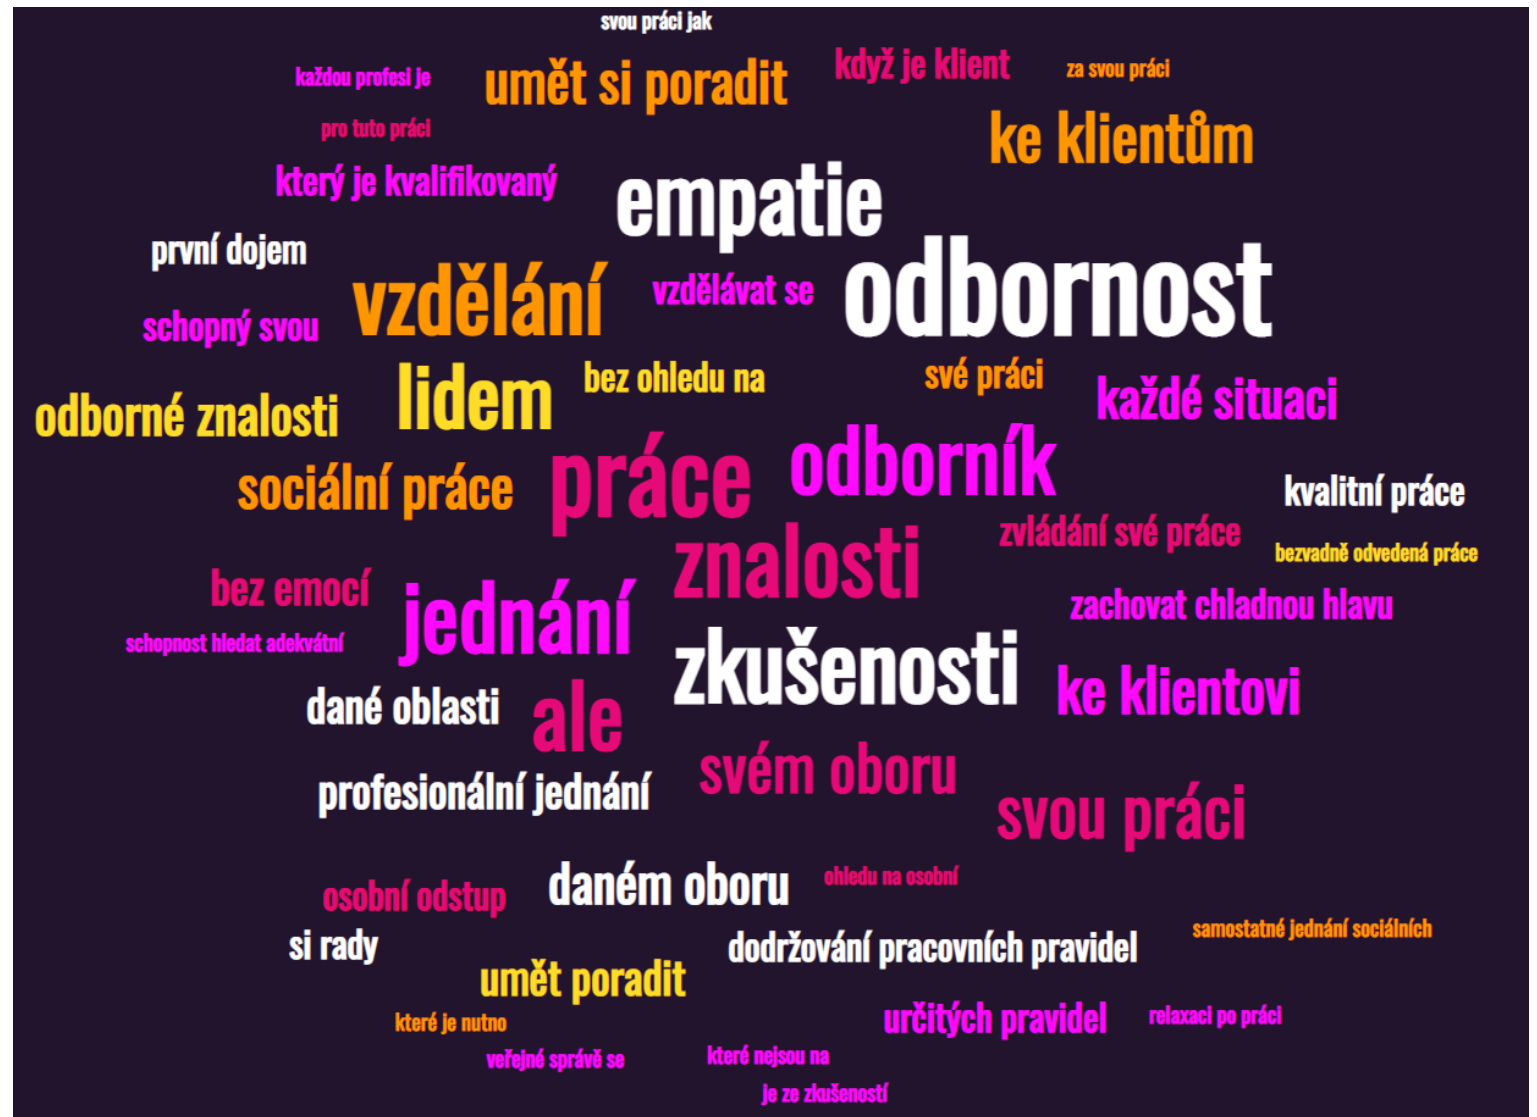 svou práci jak
každou profesi je
umět si poradit
když je klient
za svou práci
pro tuto práci
ke klientům
který je kvalifikovaný
empatie
první dojem
vzdělání
vzdělávat se
odbornost
schopný svou
lidem
bez ohledu na
své práci
každé situaci
odborné znalosti
sociální práce
práce
odborník
kvalitní práce
znalosti
zvládání své práce
bezvadně odvedená práce
bez emocí
jednání
zachovat chladnou hlavu
schopnost hledat adekvátní
zkušenosti
ke klientovi
dané oblasti
ale
profesionální jednání
svém oboru
svou práci
daném oboru
ohledu na osobní
osobní odstup
si rady
dodržování pracovních pravidel
samostatné jednání sociálních
umět poradit
které je nutno
určitých pravidel
relaxaci po práci
veřejné správě se
které nejsou na
je ze zkušeností